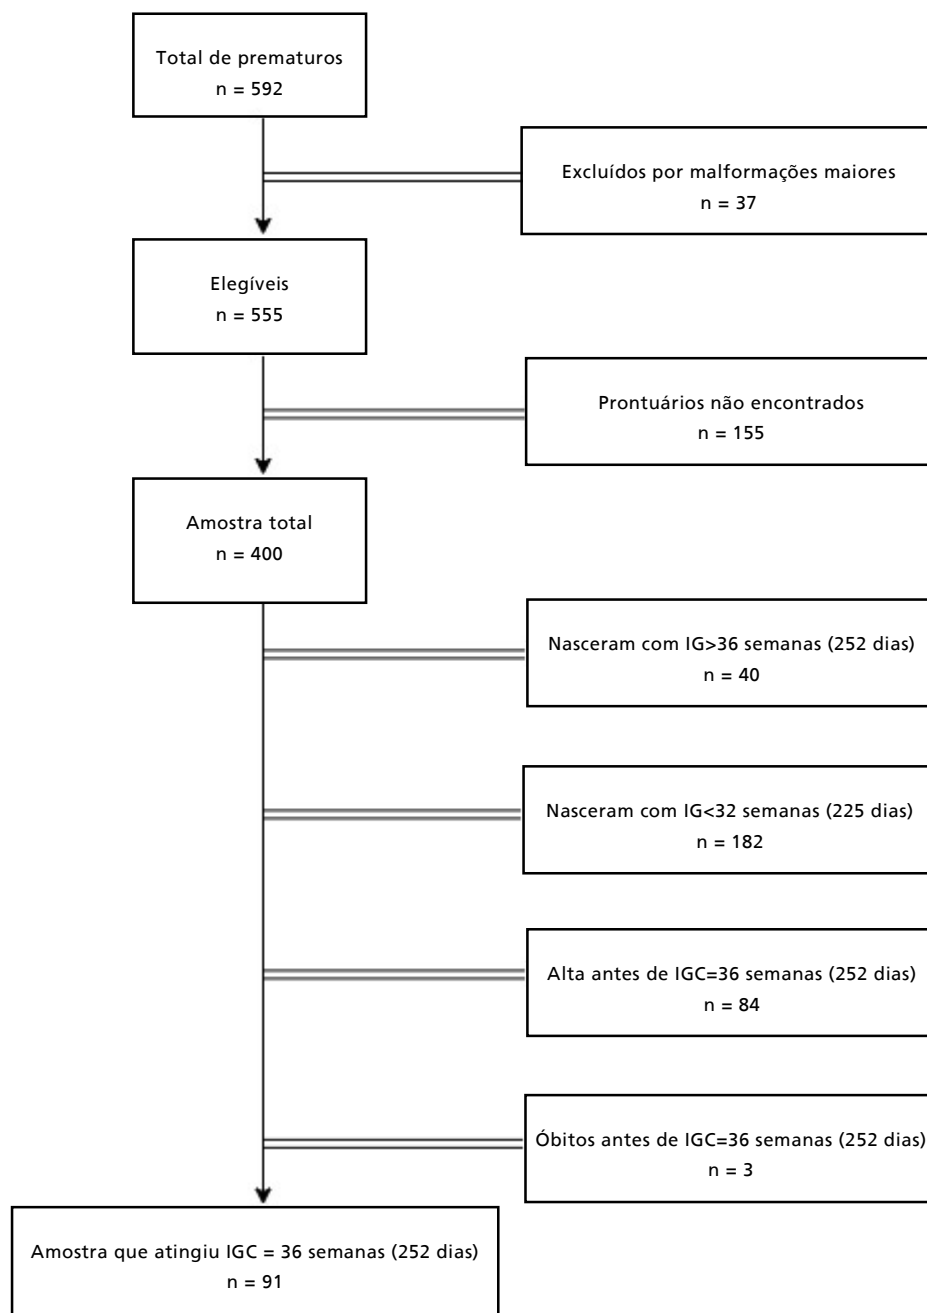 Total de prematuros
n = 592
Excluídos por malformações maiores
n = 37
Elegíveis
n = 555
Prontuários não encontrados
n = 155
Amostra total
n = 400
Nasceram com IG>36 semanas (252 dias)
n = 40
Nasceram com IG<32 semanas (225 dias)
n = 182
Alta antes de IGC=36 semanas (252 dias)
n = 84
Óbitos antes de IGC=36 semanas (252 dias)
n = 3
Amostra que atingiu IGC = 36 semanas (252 dias)
n = 91